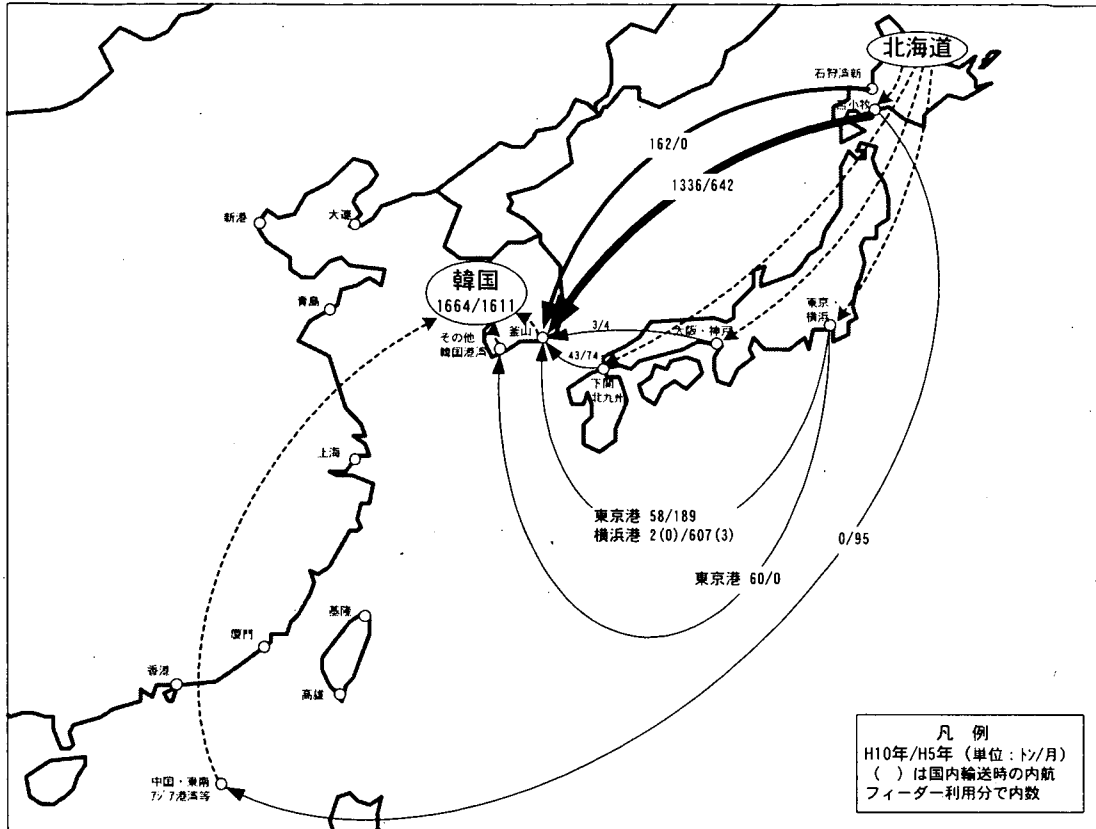 北海道
石狩湾新
苫小牧
162/0
1336/642
新港
大連
韓国
1664/1611
青島
その他
韓国港湾
釜山
3/4
大阪・神戸
東京・
横浜
43/74
下関
北九州
上海
東京港 58/189
横浜港 2(0)/607(3)
0/95
東京港 60/0
基隆
廈門
香港
高雄
中国・東南
アジア港湾等
凡 例
H10年/H5年 (単位:トン/月)
( )は国内輸送時の内航
フィーダー利用分で内数